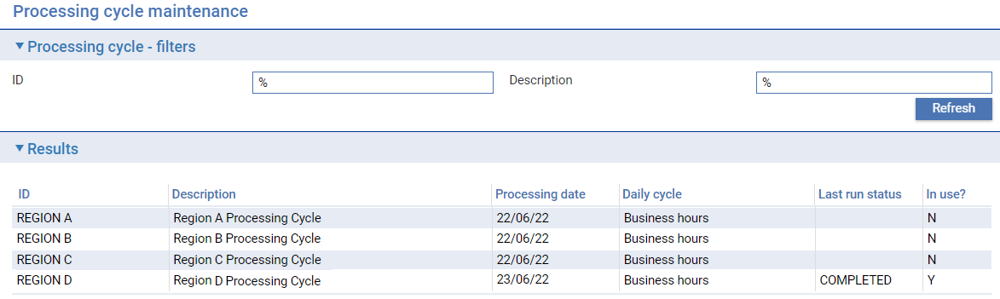 Processing cycle maintenance
Processing cycle - filters
ID % Description %
Refresh
Results
ID Description Processing date Daily cycle Last run status In use?
REGION A Region A Processing Cycle 22/06/22 Business hours N
REGION B Region B Processing Cycle 22/06/22 Business hours N
REGION C Region C Processing Cycle 22/06/22 Business hours N
REGION D Region D Processing Cycle 23/06/22 Business hours COMPLETED Y